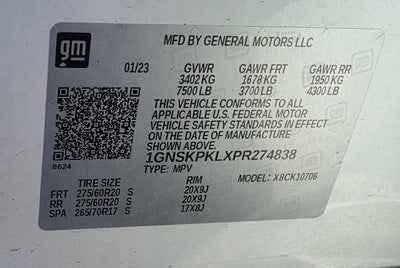 gm
MFD BY GENERAL MOTORS LLC
01/23 GVWR GAWR FRT GAWR RR
3402 KG 1678 KG 1950 KG
7500 LB 3700 LB 4300 LB
THIS VEHICLE CONFORMS TO ALL
APPLICABLE U.S. FEDERAL MOTOR
VEHICLE SAFETY STANDARDS IN EFFECT
ON THE DATE OF MANUFACTURE
SHOWN ABOVE.
8624
1GNSKPKLXPR274838
TYPE: MPV MODEL: X8CK10706
TIRE SIZE RIM
FRT 275/60R20 S 20X9J
RR 275/60R20 S 20X9J
SPA 265/70R17 S 17X8J